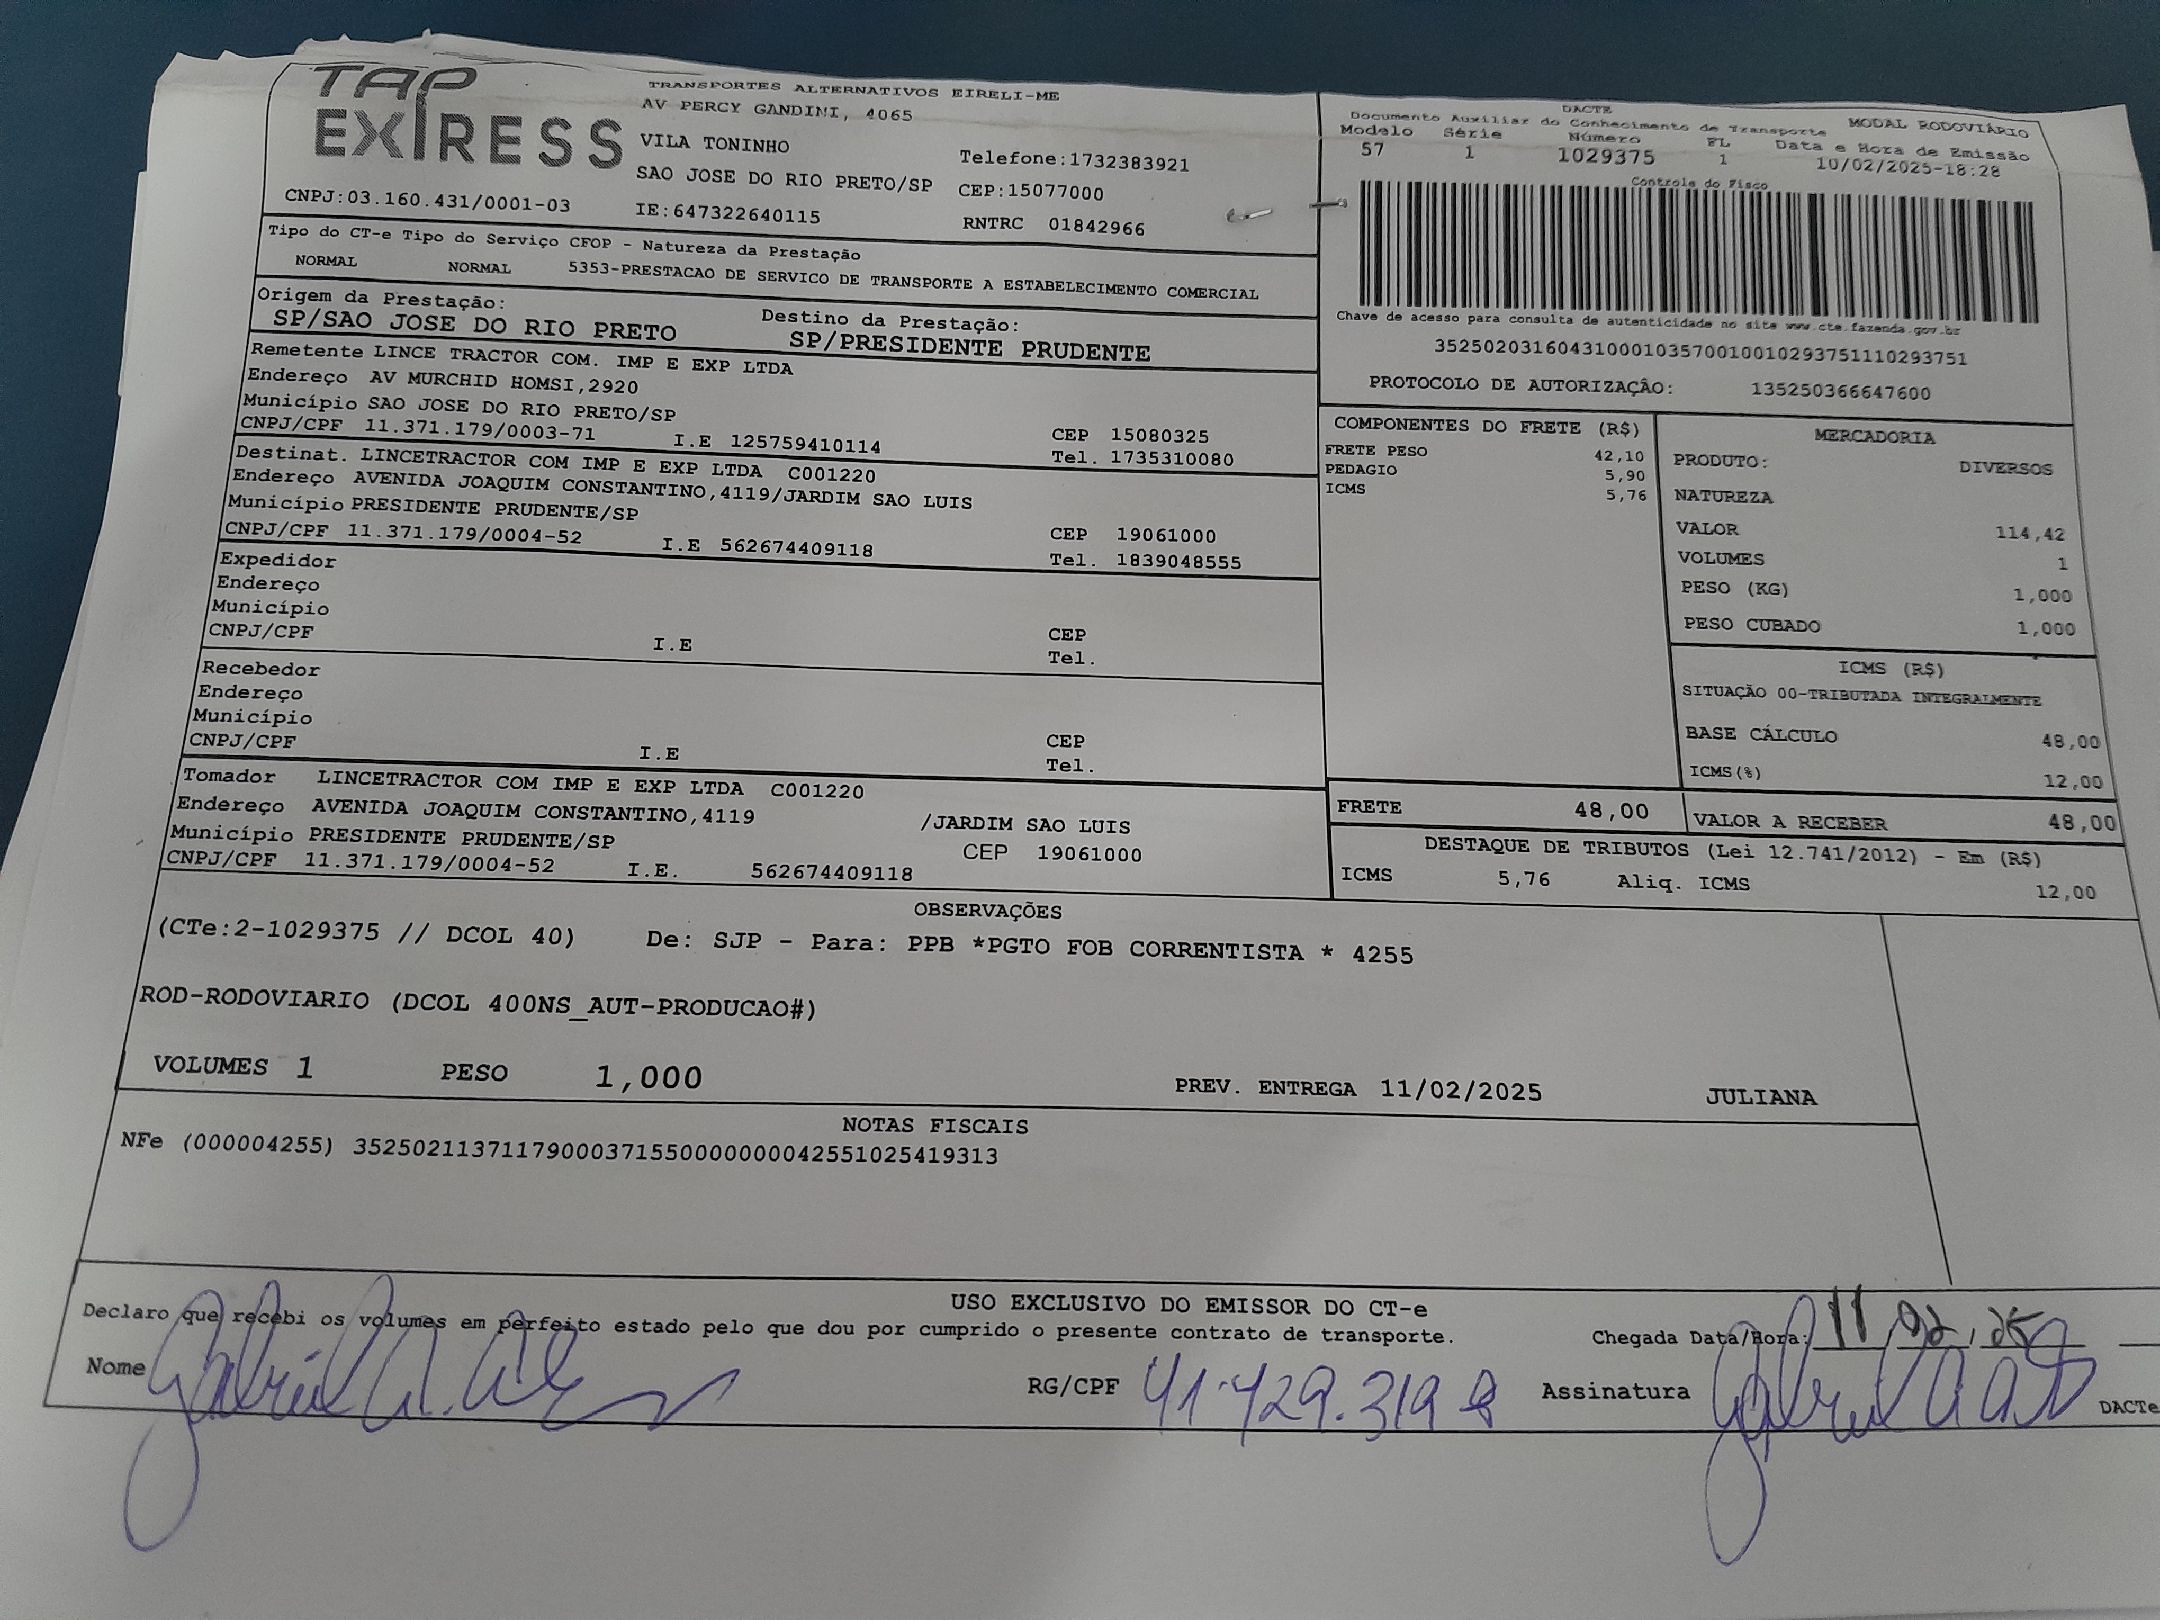 TAP
EXPRESS
TRANSPORTES ALTERNATIVOS EIRELI-ME
AV PERCY GANDINI, 4065
VILA TONINHO
Telefone:1732383921
SAO JOSE DO RIO PRETO/SP CEP:15077000
CNPJ:03.160.431/0001-03 IE:647322640115 RNTRC 01842966
DACTE
Documento Auxiliar do Conhecimento de Transporte MODAL RODOVIÁRIO
Modelo Série Número FL Data e Hora de Emissão
57 1 1029375 1 10/02/2025-18:28
Controle do Fisco
Chave de acesso para consulta de autenticidade no site www.cte.fazenda.gov.br
35250203160431000103570010010293751110293751
PROTOCOLO DE AUTORIZAÇÃO: 135250366647600
Tipo do CT-e Tipo do Serviço CFOP - Natureza da Prestação
NORMAL NORMAL 5353-PRESTACAO DE SERVICO DE TRANSPORTE A ESTABELECIMENTO COMERCIAL
Origem da Prestação: Destino da Prestação:
SP/SAO JOSE DO RIO PRETO SP/PRESIDENTE PRUDENTE
Remetente LINCE TRACTOR COM. IMP E EXP LTDA
Endereço AV MURCHID HOMSI,2920
Município SAO JOSE DO RIO PRETO/SP CEP 15080325
CNPJ/CPF 11.371.179/0003-71 I.E 125759410114 Tel. 1735310080
Destinat. LINCETRACTOR COM IMP E EXP LTDA C001220
Endereço AVENIDA JOAQUIM CONSTANTINO,4119/JARDIM SAO LUIS
Município PRESIDENTE PRUDENTE/SP CEP 19061000
CNPJ/CPF 11.371.179/0004-52 I.E 562674409118 Tel. 1839048555
Expedidor
Endereço
Município CEP
CNPJ/CPF I.E Tel.
Recebedor
Endereço
Município CEP
CNPJ/CPF I.E Tel.
Tomador LINCETRACTOR COM IMP E EXP LTDA C001220
Endereço AVENIDA JOAQUIM CONSTANTINO,4119 /JARDIM SAO LUIS
Município PRESIDENTE PRUDENTE/SP CEP 19061000
CNPJ/CPF 11.371.179/0004-52 I.E. 562674409118
COMPONENTES DO FRETE (R$)
FRETE PESO 42,10
PEDAGIO 5,90
ICMS 5,76
MERCADORIA
PRODUTO: DIVERSOS
NATUREZA
VALOR 114,42
VOLUMES 1
PESO (KG) 1,000
PESO CUBADO 1,000
ICMS (R$)
SITUAÇÃO 00-TRIBUTADA INTEGRALMENTE
BASE CÁLCULO 48,00
ICMS(%) 12,00
FRETE 48,00 VALOR A RECEBER 48,00
DESTAQUE DE TRIBUTOS (Lei 12.741/2012) - Em (R$)
ICMS 5,76 Aliq. ICMS 12,00
OBSERVAÇÕES
(CTe:2-1029375 // DCOL 40) De: SJP - Para: PPB *PGTO FOB CORRENTISTA * 4255
ROD-RODOVIARIO (DCOL 400NS_AUT-PRODUCAO#)
VOLUMES 1 PESO 1,000 PREV. ENTREGA 11/02/2025 JULIANA
NOTAS FISCAIS
NFe (000004255) 35250211371179000371550000000042551025419313
USO EXCLUSIVO DO EMISSOR DO CT-e
Declaro que recebi os volumes em perfeito estado pelo que dou por cumprido o presente contrato de transporte. Chegada Data/Hora: 11 02 25
Nome Gabriel RG/CPF 41.429.319 8 Assinatura Gabriel DACTe